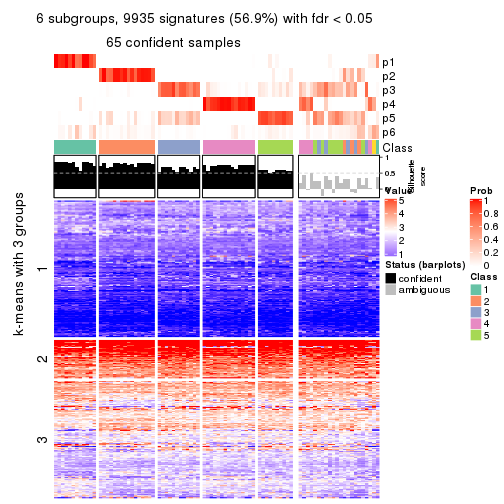 6 subgroups, 9935 signatures (56.9%) with fdr < 0.05
65 confident samples
p1
p2
p3
p4
p5
p6
Class
1
0.5
0
Silhouette
score
k-means with 3 groups
1
2
3
Value
5
4
3
2
1
Status (barplots)
confident
ambiguous
Prob
1
0.8
0.6
0.4
0.2
0
Class
1
2
3
4
5